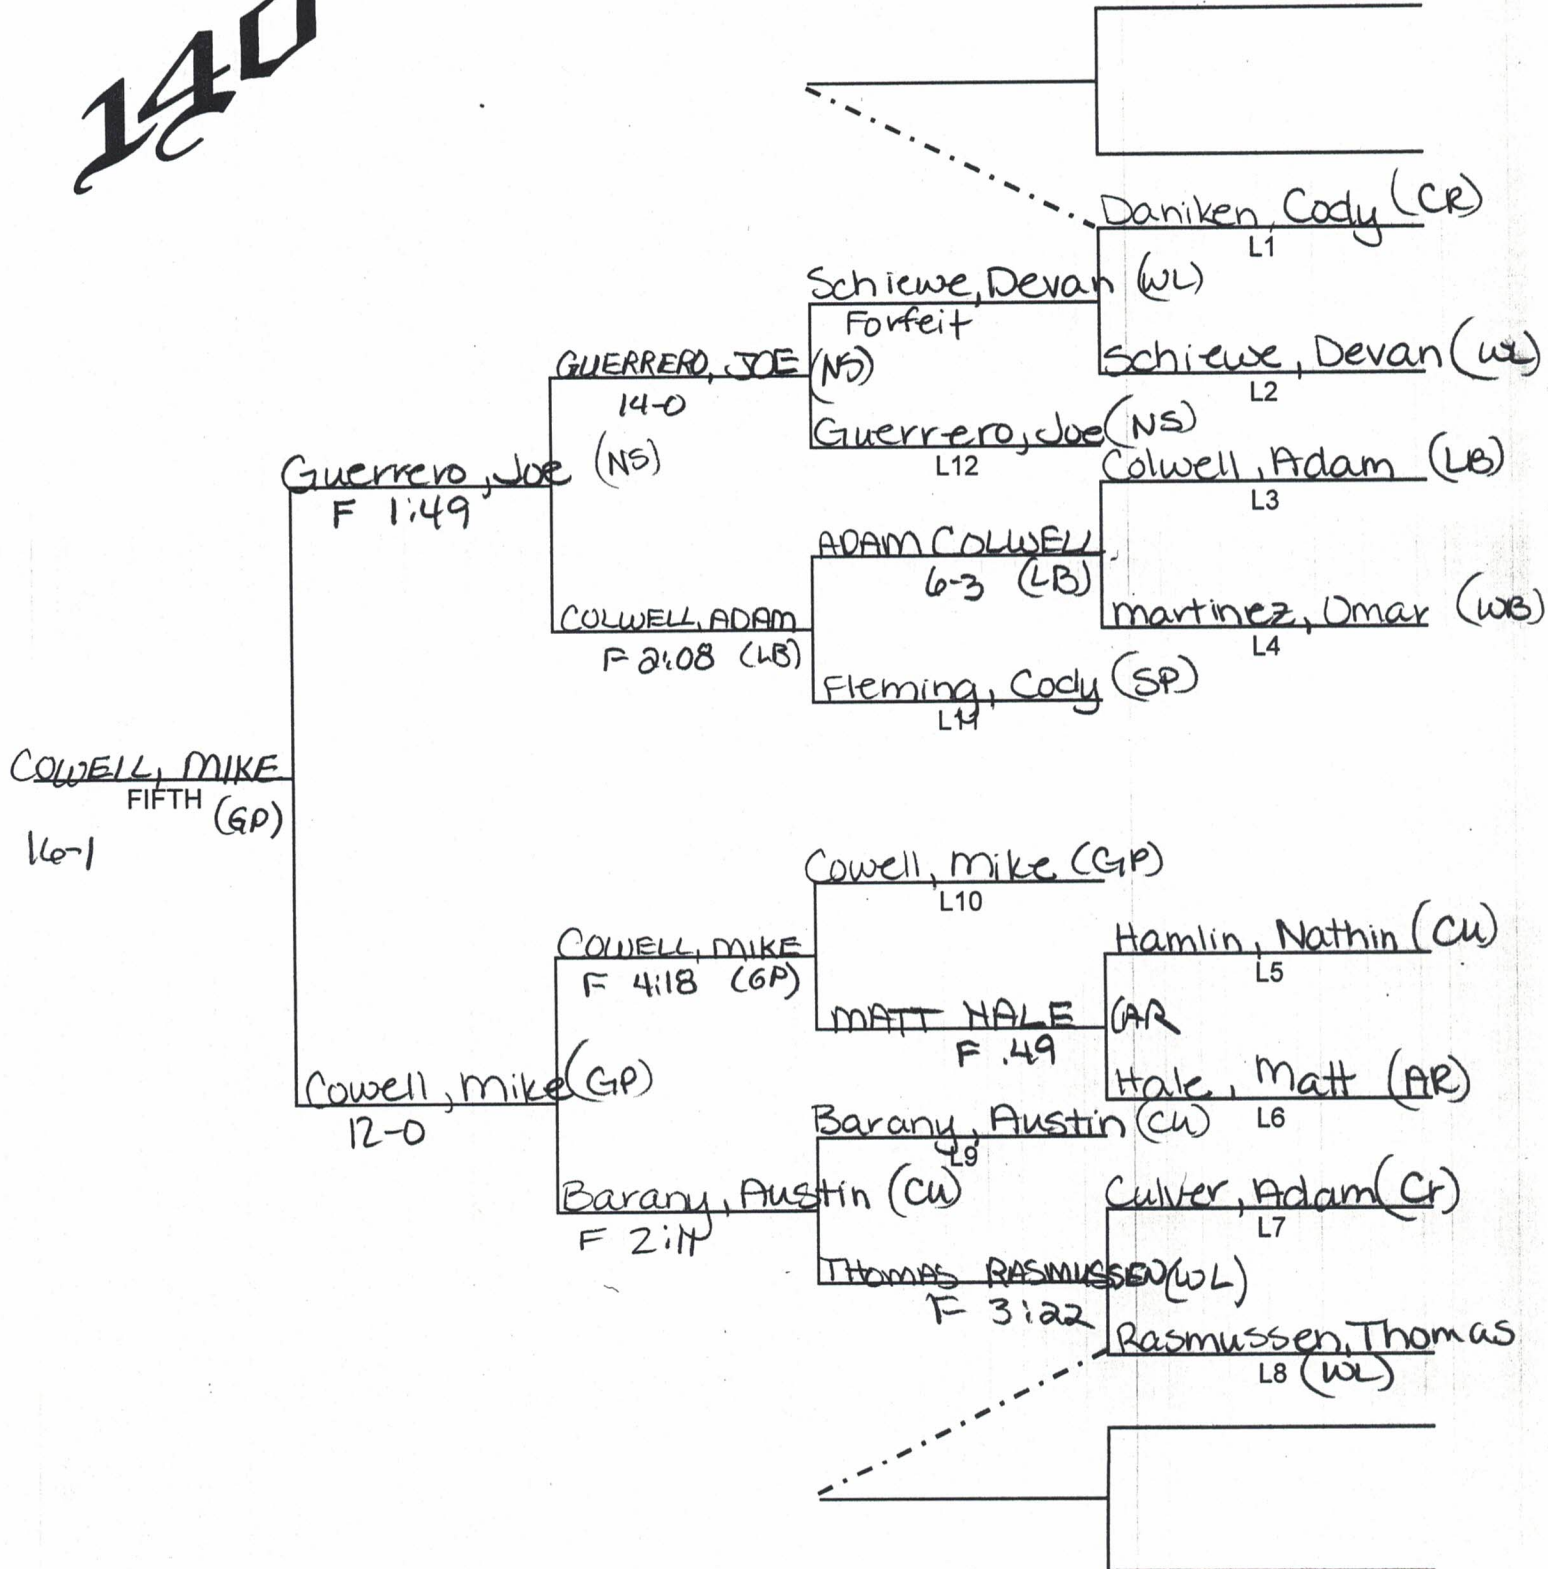 140
C
Daniken, Cody (CR)
L1
Schiewe, Devan (WL)
Forfeit
Schiewe, Devan (WL)
L2
GUERRERO, JOE (NS)
14-0
Guerrero, Joe (NS)
L12
Colwell, Adam (LB)
L3
Guerrero, Joe (NS)
F 1:49
ADAM COLWELL
6-3 (LB)
martinez, Omar (WB)
L4
COLWELL, ADAM
F 2:08 (LB)
Fleming, Cody (SP)
L11
COWELL, MIKE
FIFTH (GP)
16-1
Cowell, Mike (GP)
L10
Hamlin, Nathin (CU)
L5
COWELL, MIKE
F 4:18 (GP)
MATT HALE (AR
F .49
Hale, Matt (AR)
L6
Cowell, Mike (GP)
12-0
Barany, Austin (CU)
L9
Culver, Adam (Cr)
L7
Barany, Austin (CU)
THOMAS RASMUSSEN (WL)
F 3:22
Rasmussen, Thomas
L8 (WL)